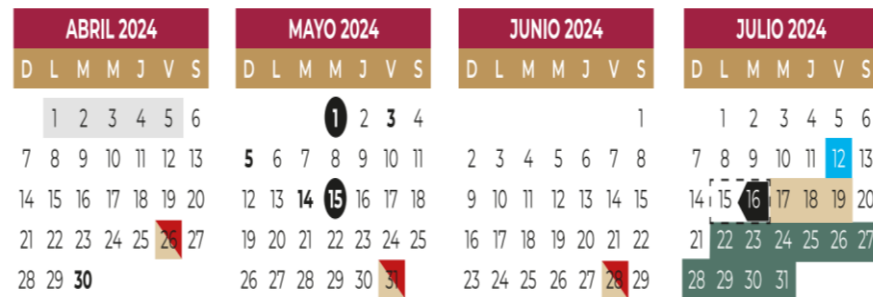 ABRIL 2024
D L M M J V S
1 2 3 4 5 6
7 8 9 10 11 12 13
14 15 16 17 18 19 20
21 22 23 24 25 26 27
28 29 30
MAYO 2024
D L M M J V S
1 2 3 4
5 6 7 8 9 10 11
12 13 14 15 16 17 18
19 20 21 22 23 24 25
26 27 28 29 30 31
JUNIO 2024
D L M M J V S
1
2 3 4 5 6 7 8
9 10 11 12 13 14 15
16 17 18 19 20 21 22
23 24 25 26 27 28 29
JULIO 2024
D L M M J V S
1 2 3 4 5 6
7 8 9 10 11 12 13
14 15 16 17 18 19 20
21 22 23 24 25 26 27
28 29 30 31